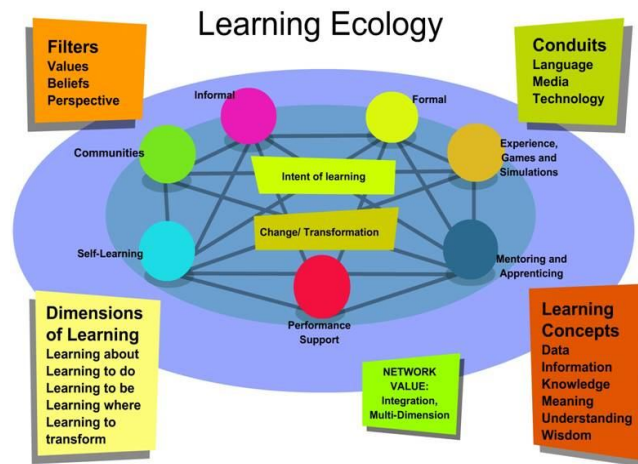 Learning Ecology
Filters
Values
Beliefs
Perspective
Conduits
Language
Media
Technology
Informal
Formal
Communities
Experience,
Games and
Simulations
Intent of learning
Change/ Transformation
Self-Learning
Mentoring and
Apprenticing
Performance
Support
Dimensions
of Learning
Learning about
Learning to do
Learning to be
Learning where
Learning to
transform
NETWORK
VALUE:
Integration,
Multi-Dimension
Learning
Concepts
Data
Information
Knowledge
Meaning
Understanding
Wisdom